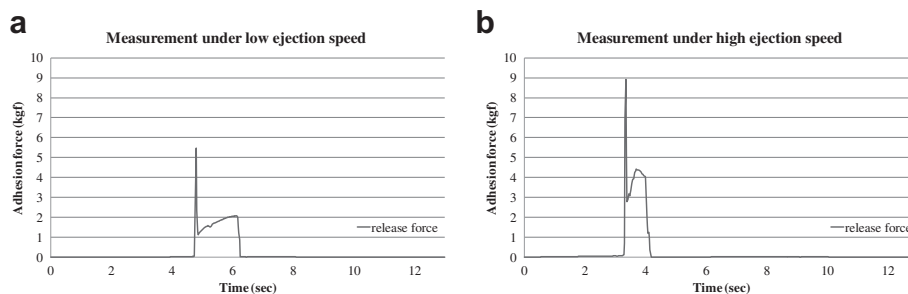 a
Measurement under low ejection speed
Adhesion force (kgf)
10
9
8
7
6
5
4
3
2
1
0
0 2 4 6 8 10 12
Time (sec)
release force
b
Measurement under high ejection speed
Adhesion force (kgf)
10
9
8
7
6
5
4
3
2
1
0
0 2 4 6 8 10 12
Time (sec)
release force